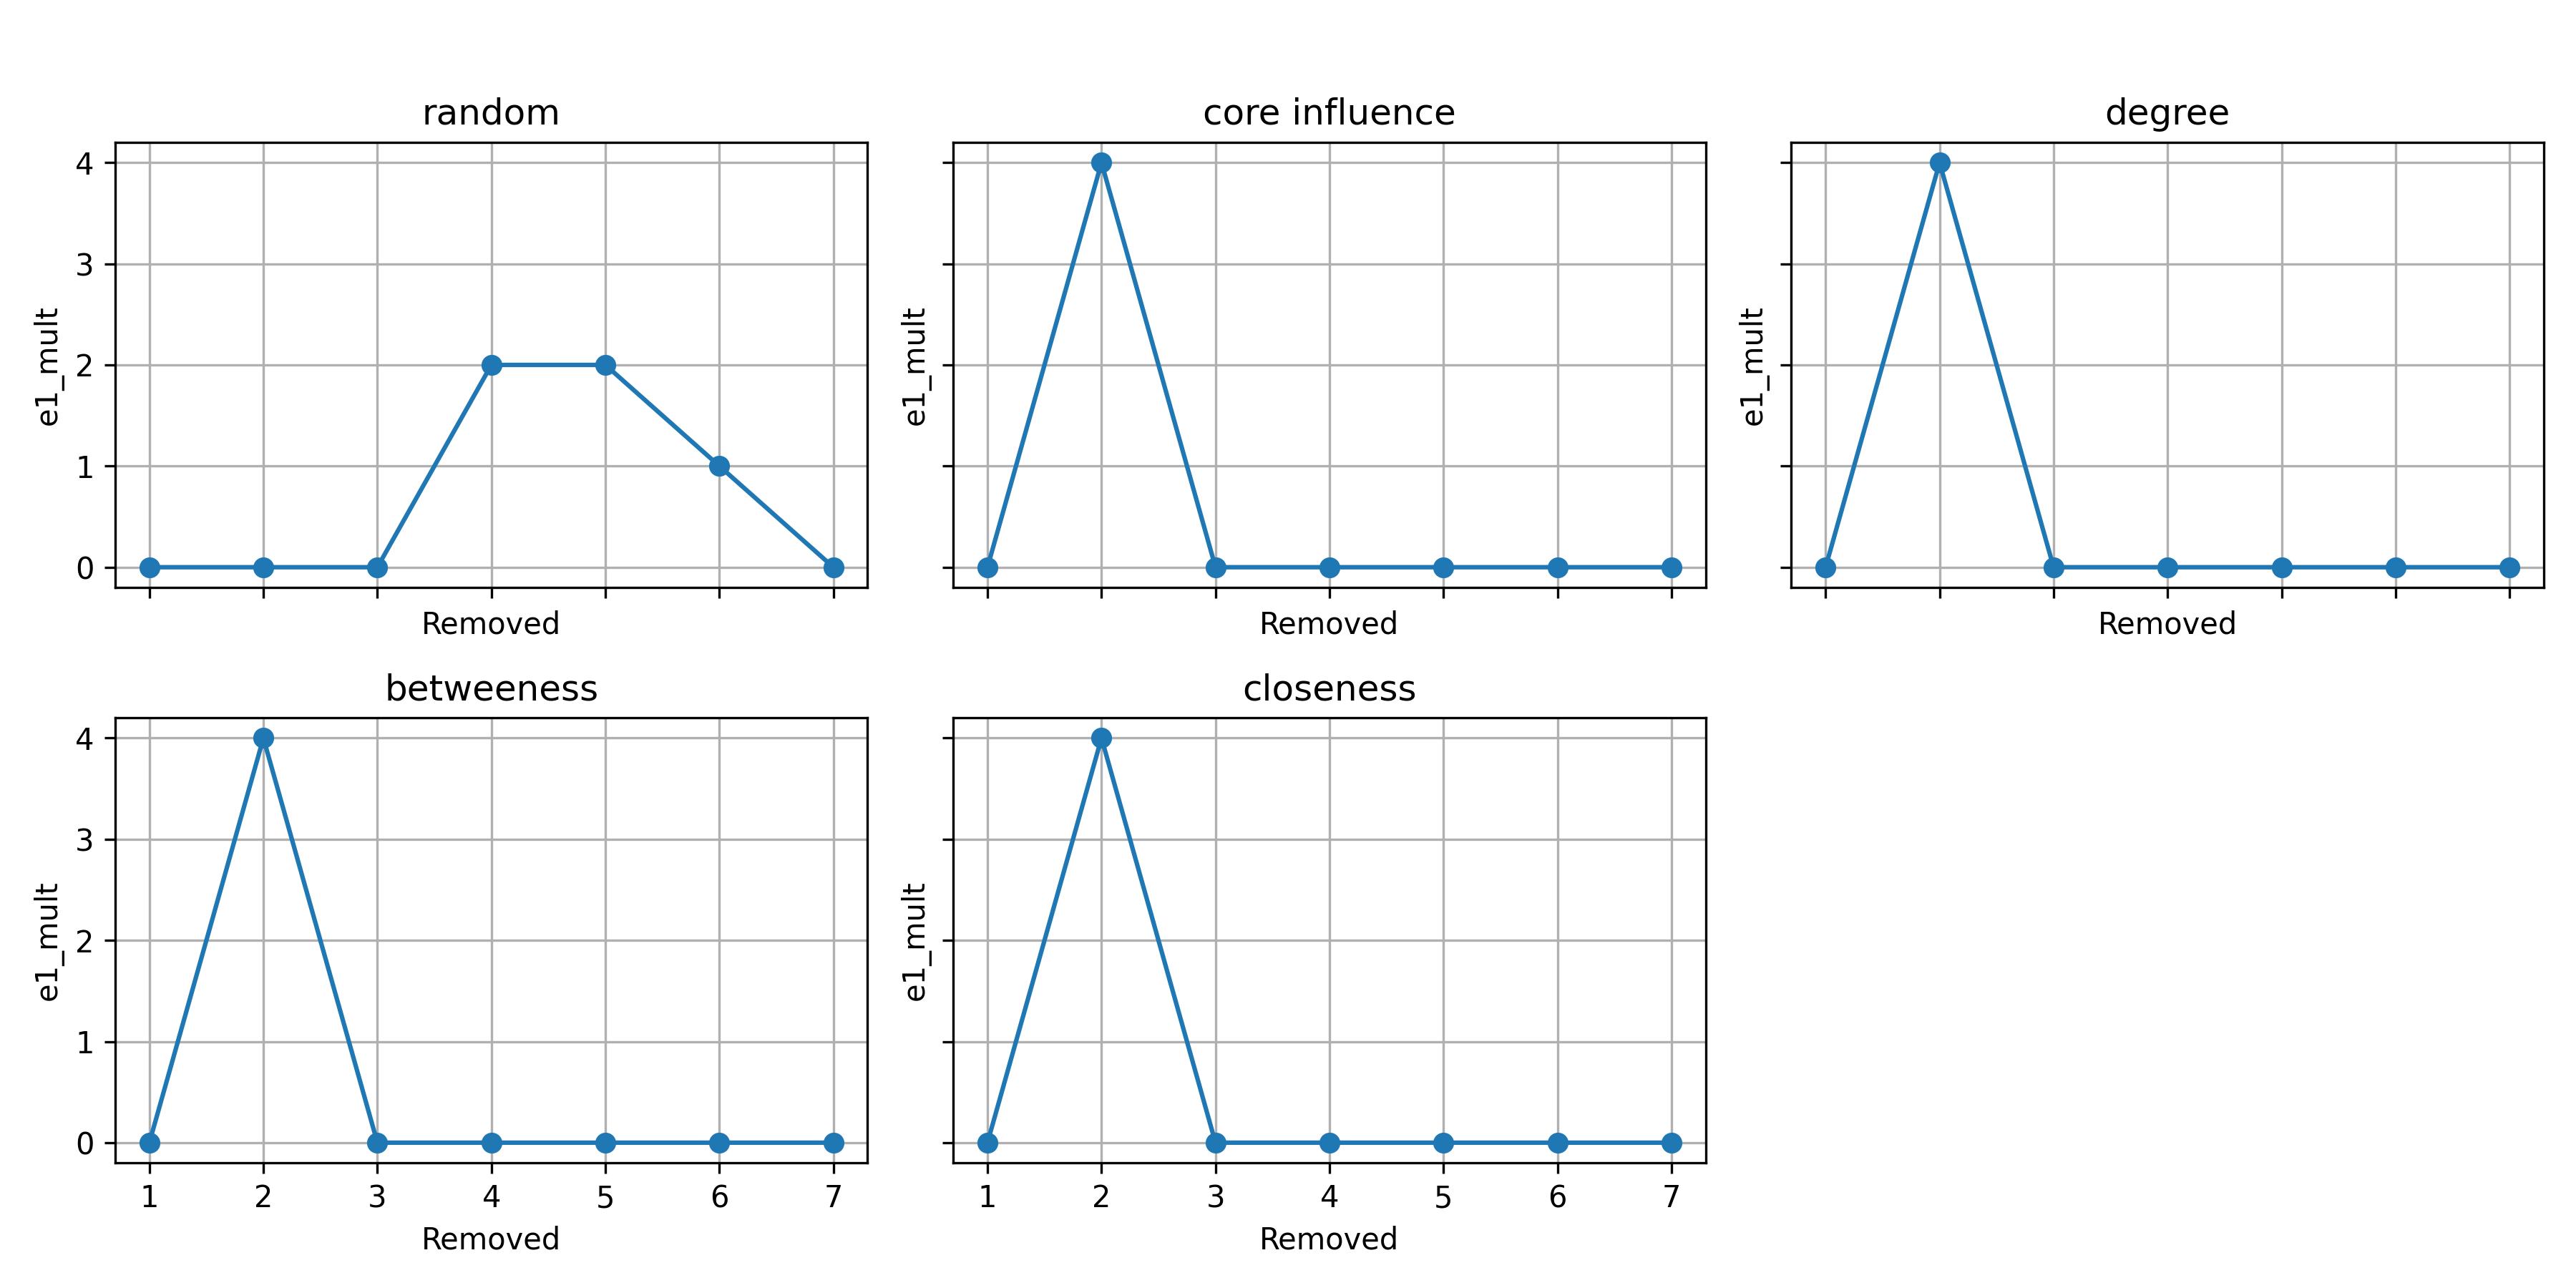 random
core influence
degree
4
3
2
1
0
e1_mult
e1_mult
e1_mult
Removed
Removed
Removed
betweeness
closeness
4
3
2
1
0
e1_mult
e1_mult
1 2 3 4 5 6 7
1 2 3 4 5 6 7
Removed
Removed